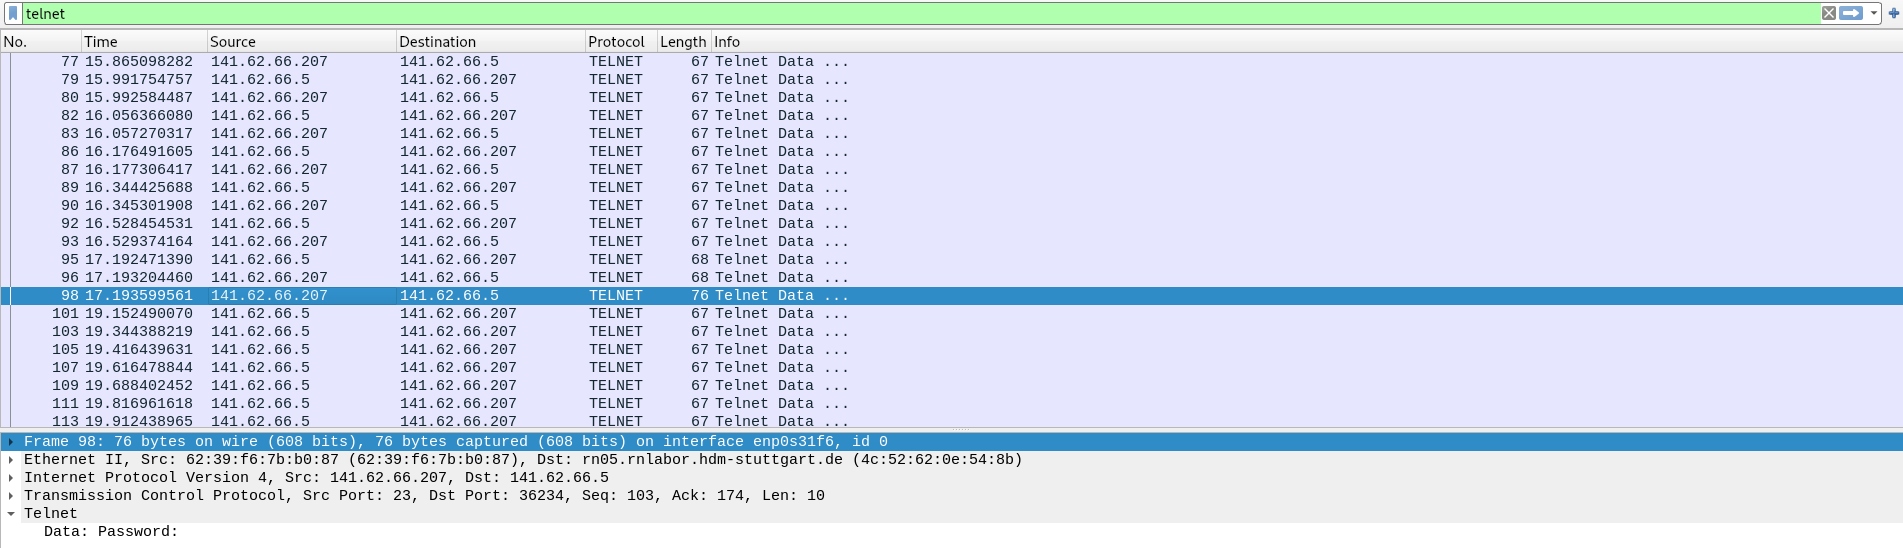 telnet
No. Time Source Destination Protocol Length Info
77 15.865098282 141.62.66.207 141.62.66.5 TELNET 67 Telnet Data ...
79 15.991754757 141.62.66.5 141.62.66.207 TELNET 67 Telnet Data ...
80 15.992584487 141.62.66.207 141.62.66.5 TELNET 67 Telnet Data ...
82 16.056366080 141.62.66.5 141.62.66.207 TELNET 67 Telnet Data ...
83 16.057270317 141.62.66.207 141.62.66.5 TELNET 67 Telnet Data ...
86 16.176491605 141.62.66.5 141.62.66.207 TELNET 67 Telnet Data ...
87 16.177306417 141.62.66.207 141.62.66.5 TELNET 67 Telnet Data ...
89 16.344425688 141.62.66.5 141.62.66.207 TELNET 67 Telnet Data ...
90 16.345301908 141.62.66.207 141.62.66.5 TELNET 67 Telnet Data ...
92 16.528454531 141.62.66.5 141.62.66.207 TELNET 67 Telnet Data ...
93 16.529374164 141.62.66.207 141.62.66.5 TELNET 67 Telnet Data ...
95 17.192471390 141.62.66.5 141.62.66.207 TELNET 68 Telnet Data ...
96 17.193204460 141.62.66.207 141.62.66.5 TELNET 68 Telnet Data ...
98 17.193599561 141.62.66.207 141.62.66.5 TELNET 76 Telnet Data ...
101 19.152490070 141.62.66.5 141.62.66.207 TELNET 67 Telnet Data ...
103 19.344388219 141.62.66.5 141.62.66.207 TELNET 67 Telnet Data ...
105 19.416439631 141.62.66.5 141.62.66.207 TELNET 67 Telnet Data ...
107 19.616478844 141.62.66.5 141.62.66.207 TELNET 67 Telnet Data ...
109 19.688402452 141.62.66.5 141.62.66.207 TELNET 67 Telnet Data ...
111 19.816961618 141.62.66.5 141.62.66.207 TELNET 67 Telnet Data ...
113 19.912438965 141.62.66.5 141.62.66.207 TELNET 67 Telnet Data ...
Frame 98: 76 bytes on wire (608 bits), 76 bytes captured (608 bits) on interface enp0s31f6, id 0
Ethernet II, Src: 62:39:f6:7b:b0:87 (62:39:f6:7b:b0:87), Dst: rn05.rnlabor.hdm-stuttgart.de (4c:52:62:0e:54:8b)
Internet Protocol Version 4, Src: 141.62.66.207, Dst: 141.62.66.5
Transmission Control Protocol, Src Port: 23, Dst Port: 36234, Seq: 103, Ack: 174, Len: 10
Telnet
Data: Password: